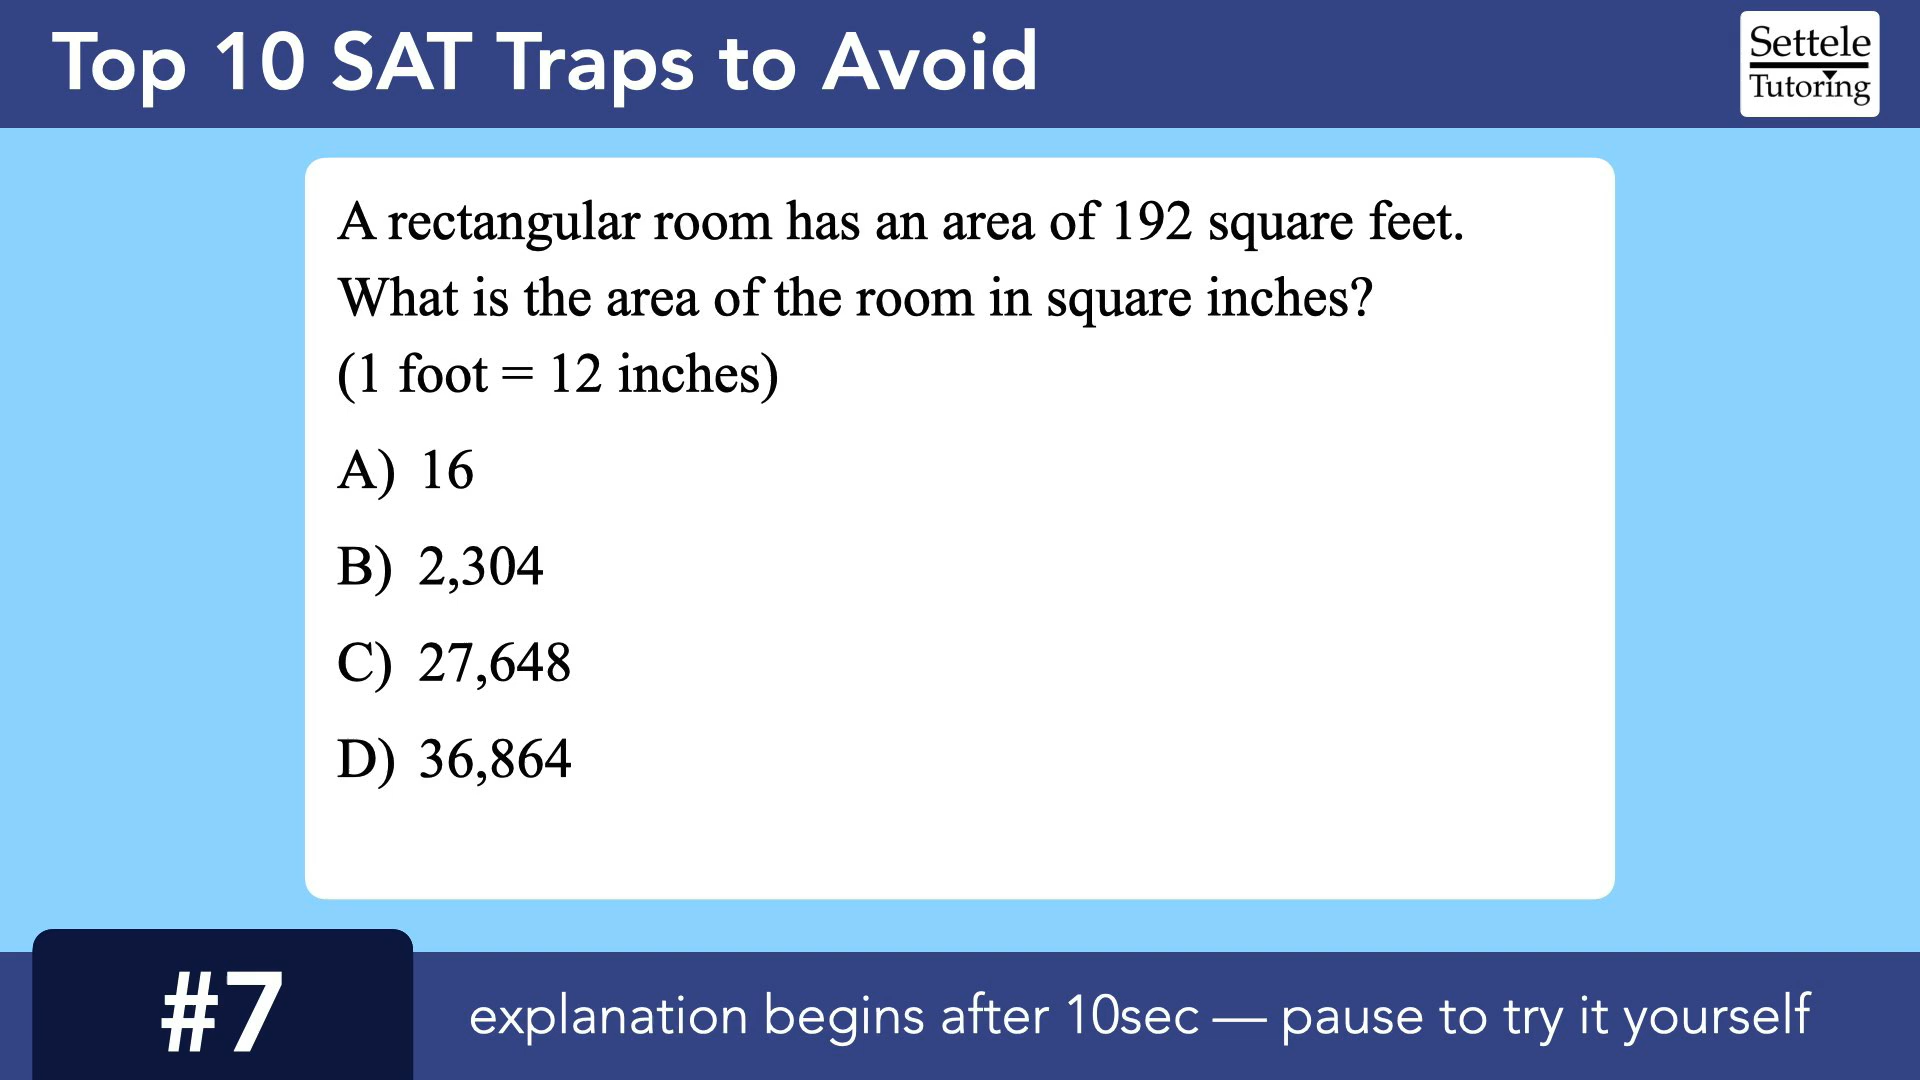 Top 10 SAT Traps to Avoid
Settele
Tutoring
A rectangular room has an area of 192 square feet.
What is the area of the room in square inches?
(1 foot = 12 inches)
A) 16
B) 2,304
C) 27,648
D) 36,864
#7
explanation begins after 10sec — pause to try it yourself